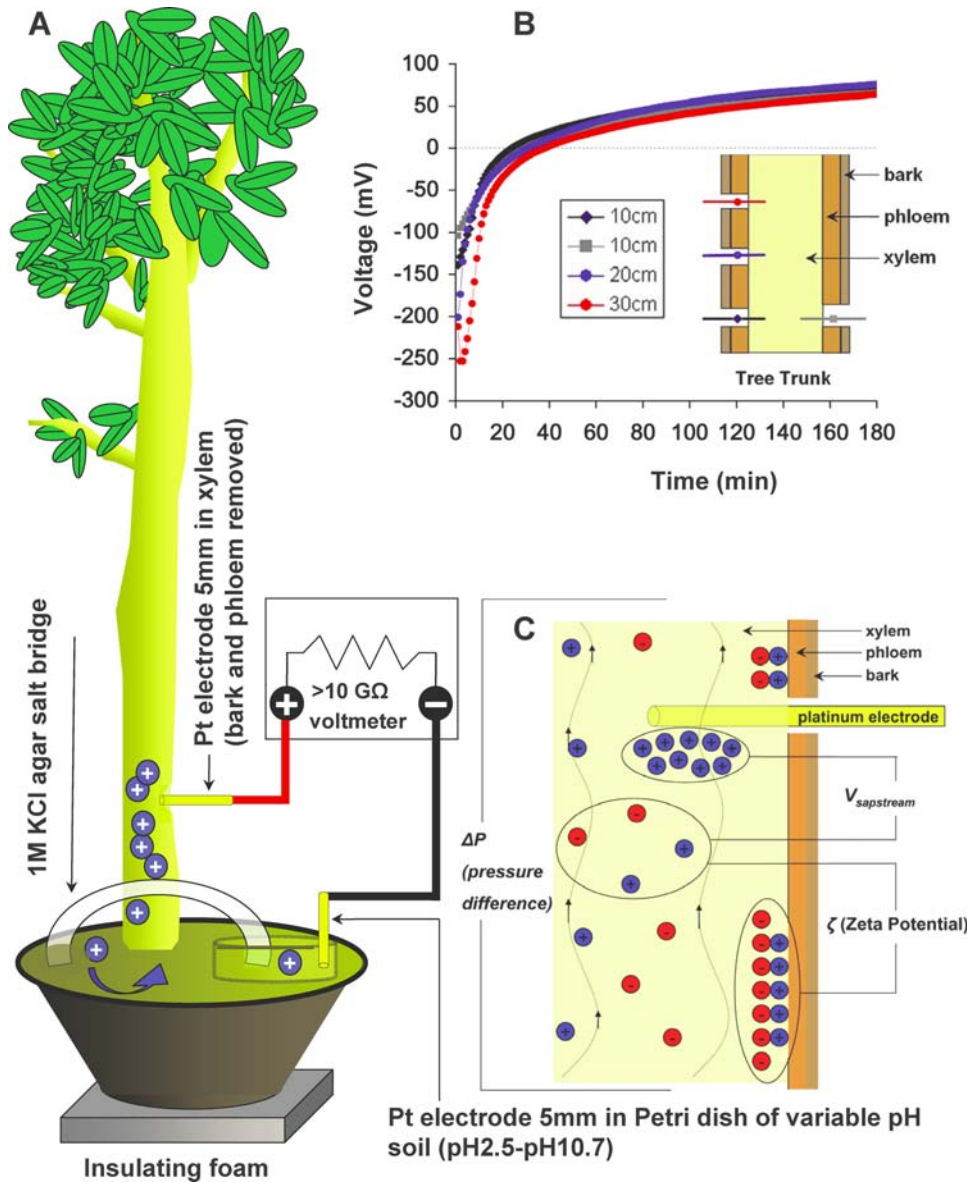 A
B
100
50
0
-50
-100
-150
-200
-250
-300
Voltage (mV)
0
20
40
60
80
100
120
140
160
180
Time (min)
10cm
10cm
20cm
30cm
bark
phloem
xylem
Tree Trunk
1M KCl agar salt bridge
Pt electrode 5mm in xylem
(bark and phloem removed)
>10 GΩ
voltmeter
+
−
C
xylem
phloem
bark
platinum electrode
Vsapstream
ΔP
(pressure
difference)
ζ (Zeta Potential)
Pt electrode 5mm in Petri dish of variable pH
soil (pH2.5-pH10.7)
Insulating foam